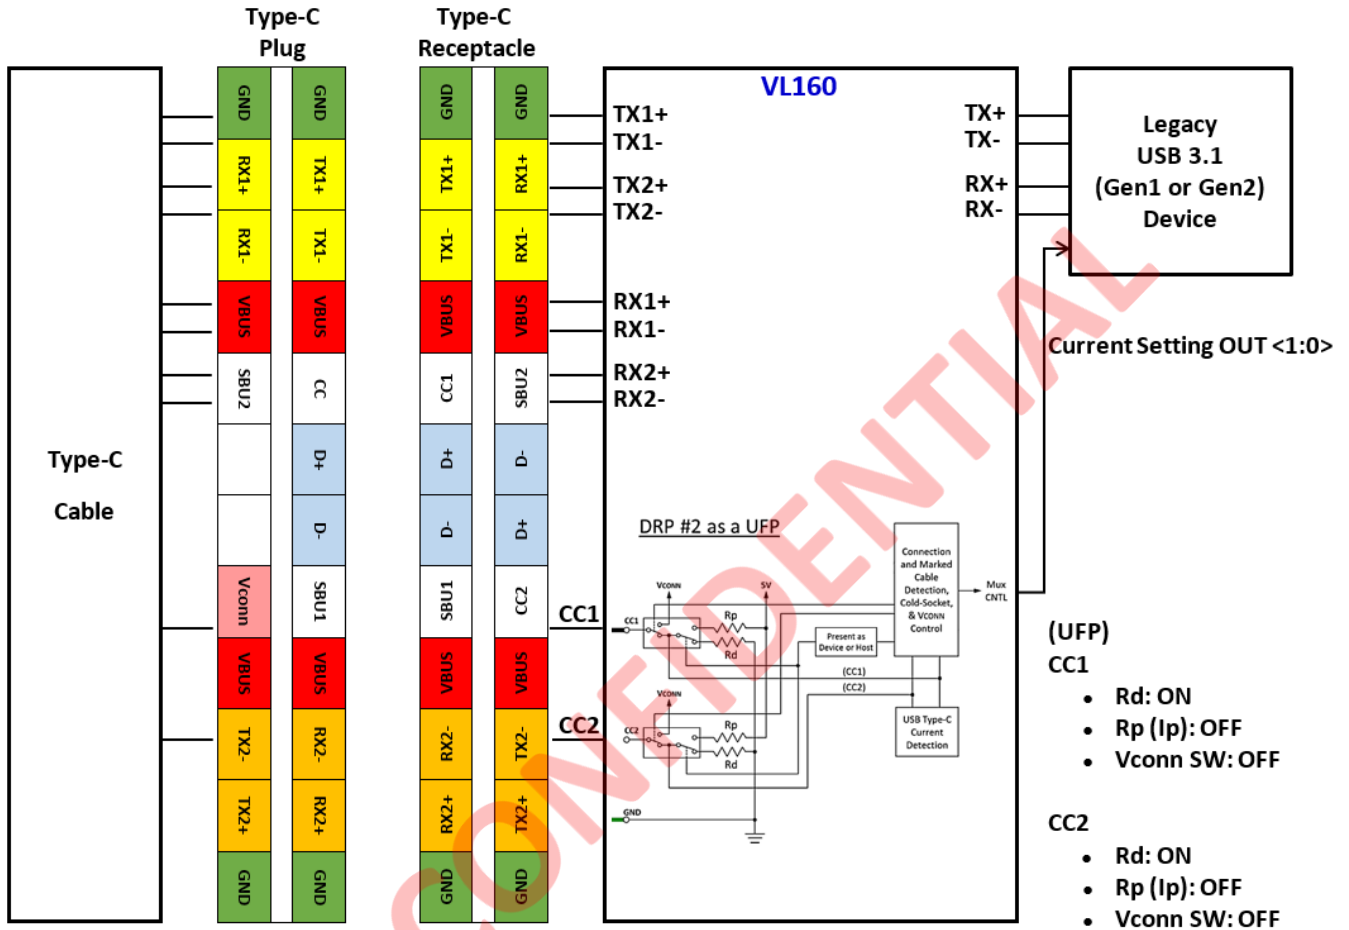 Type-C
Plug
Type-C
Receptacle
Type-C
Cable
GND
RX1+
RX1-
VBUS
SBU2
Vconn
VBUS
TX2-
TX2+
GND
GND
TX1+
TX1-
VBUS
CC
D+
D-
SBU1
VBUS
RX2-
RX2+
GND
GND
TX1+
TX1-
VBUS
CC1
D+
D-
SBU1
VBUS
RX2-
RX2+
GND
GND
RX1+
RX1-
VBUS
SBU2
D-
D+
CC2
VBUS
TX2-
TX2+
GND
VL160
TX1+
TX1-
TX2+
TX2-
RX1+
RX1-
RX2+
RX2-
CC1
CC2
TX+
TX-
RX+
RX-
Legacy
USB 3.1
(Gen1 or Gen2)
Device
Current Setting OUT <1:0>
DRP #2 as a UFP
Connection
and Marked
Cable
Detection,
Cold-Socket,
& VCONN
Control
Mux
CNTL
VCONN
5V
CC1
Rp
Rd
Present as
Device or Host
(CC1)
(CC2)
VCONN
CC2
Rp
Rd
USB Type-C
Current
Detection
GND
(UFP)
CC1
• Rd: ON
• Rp (Ip): OFF
• Vconn SW: OFF
CC2
• Rd: ON
• Rp (Ip): OFF
• Vconn SW: OFF
CONFIDENTIAL